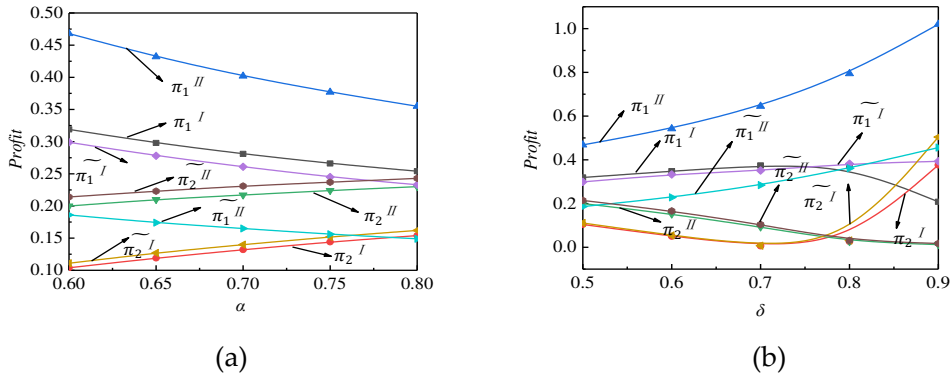 0.50
0.45
0.40
0.35
0.30
0.25
0.20
0.15
0.10
Profit
π₁ᴵᴵ
π₁ᴵ
π̃₁ᴵ
π̃₂ᴵᴵ
π₂ᴵᴵ
π̃₁ᴵᴵ
π̃₂ᴵ
π₂ᴵ
0.60 0.65 0.70 0.75 0.80
α
(a)
1.0
0.8
0.6
0.4
0.2
0.0
Profit
π₁ᴵᴵ
π₁ᴵ
π̃₁ᴵᴵ
π̃₁ᴵ
π̃₂ᴵᴵ
π̃₂ᴵ
π₂ᴵᴵ
π₂ᴵ
0.5 0.6 0.7 0.8 0.9
δ
(b)